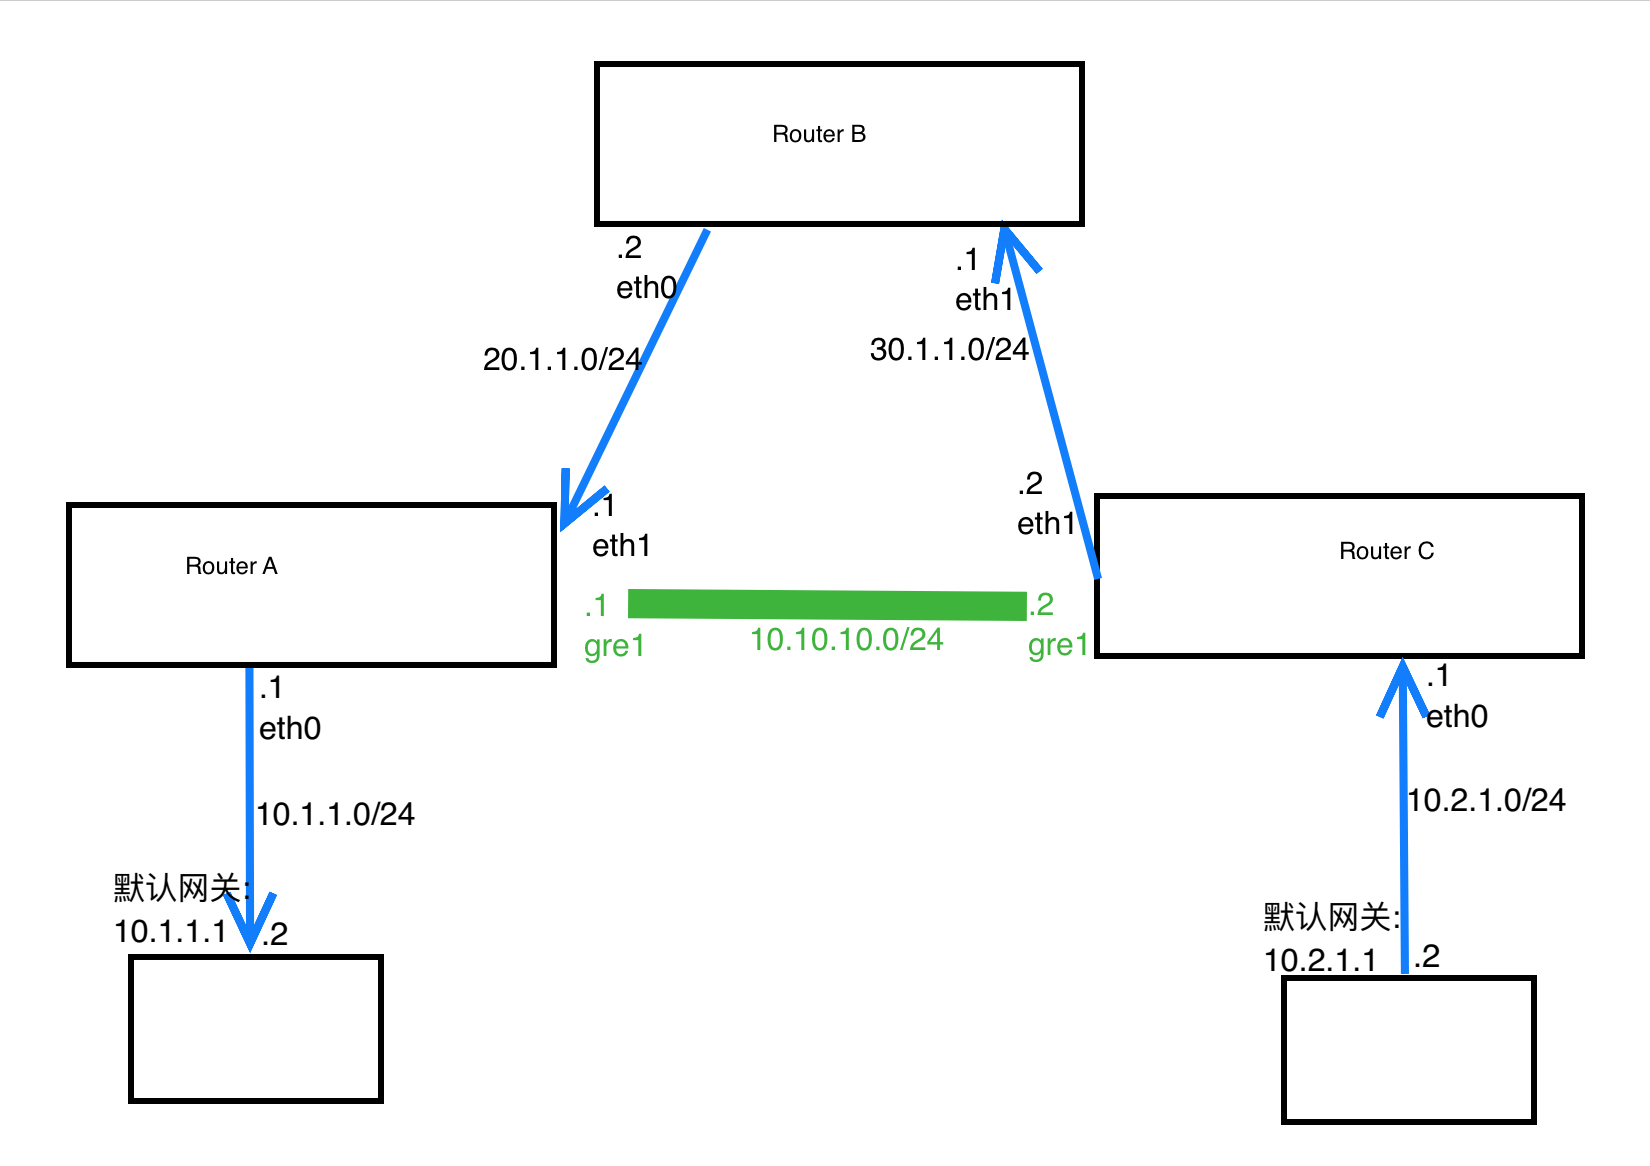 Router B
.2
eth0
.1
eth1
20.1.1.0/24
30.1.1.0/24
.1
eth1
.2
eth1
Router A
Router C
.1
gre1
10.10.10.0/24
.2
gre1
.1
eth0
.1
eth0
10.1.1.0/24
10.2.1.0/24
默认网关:
10.1.1.1
.2
默认网关:
10.2.1.1
.2